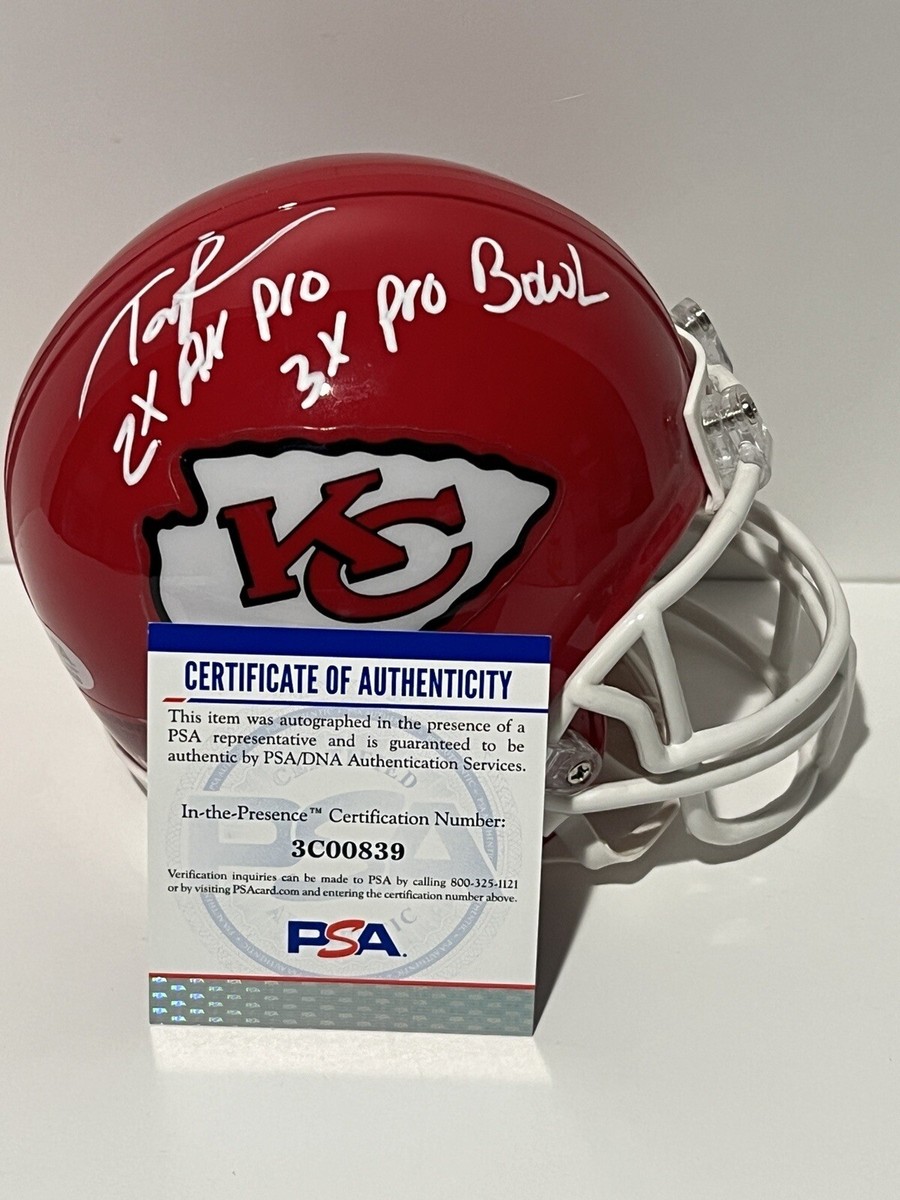 2X All Pro
3X Pro Bowl
KC
CERTIFICATE OF AUTHENTICITY
This item was autographed in the presence of a
PSA representative and is guaranteed to be
authentic by PSA/DNA Authentication Services.
In-the-Presence™ Certification Number:
3C00839
Verification inquiries can be made to PSA by calling 800-325-1121
or by visiting PSAcard.com and entering the certification number above.
PSA